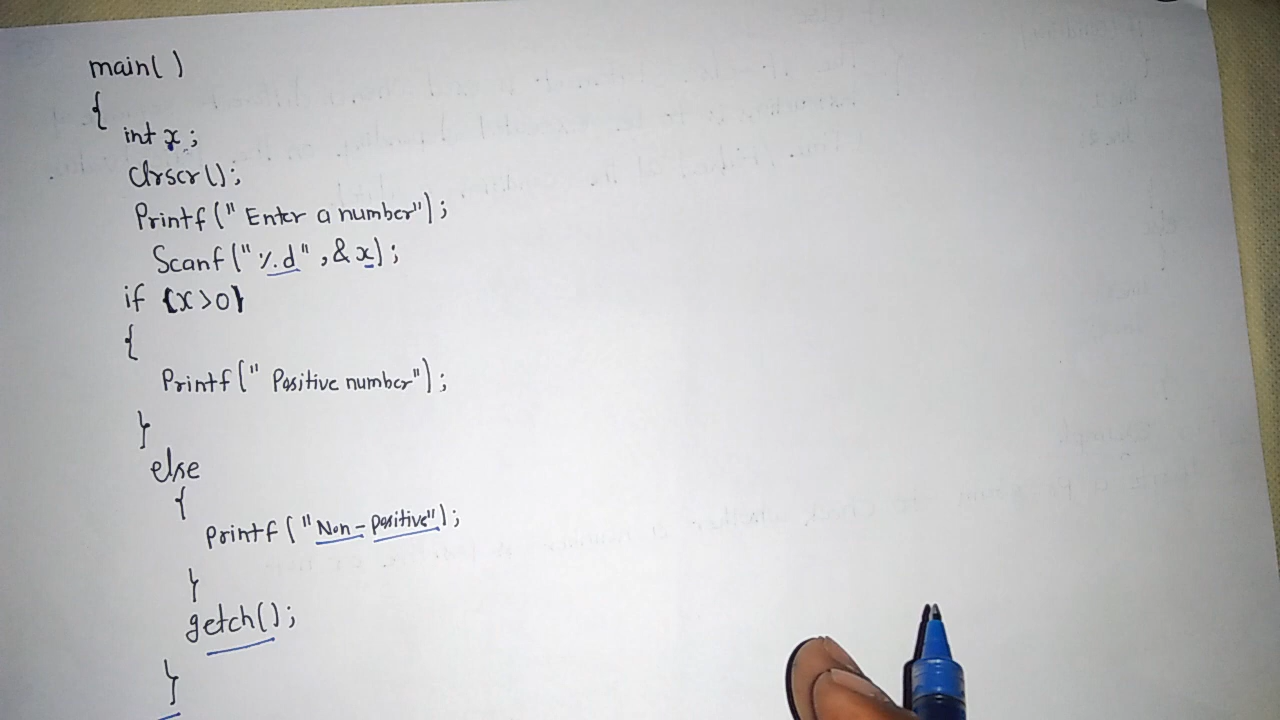 main( )
{
int x;
clrscr();
Printf(" Enter a number");
Scanf("%d" ,&x);
if (x>0)
{
Printf(" Positive number");
}
else
{
Printf("Non-positive");
}
getch();
}